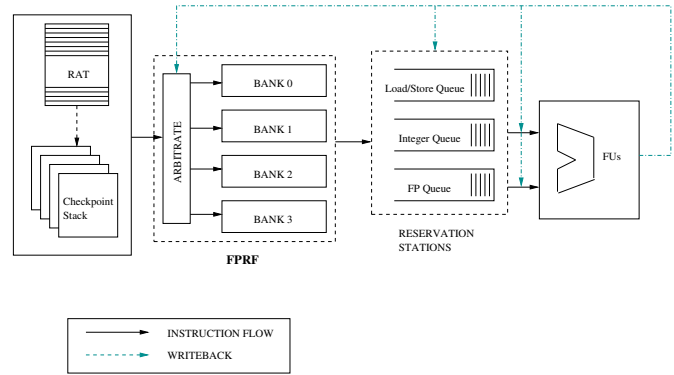 RAT
Checkpoint
Stack
ARBITRATE
BANK 0
BANK 1
BANK 2
BANK 3
FPRF
Load/Store Queue
Integer Queue
FP Queue
RESERVATION
STATIONS
FUs
INSTRUCTION FLOW
WRITEBACK